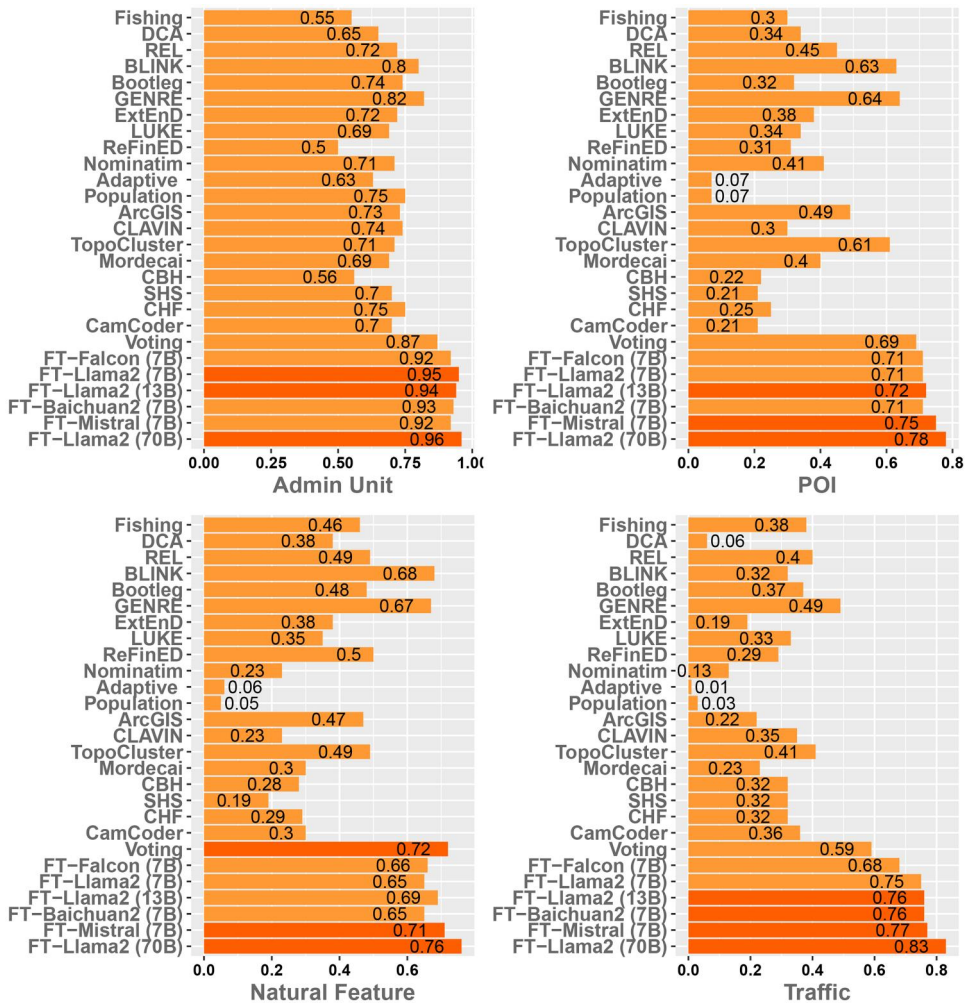 Fishing 0.55
DCA 0.65
REL 0.72
BLINK 0.8
Bootleg 0.74
GENRE 0.82
ExtEnD 0.72
LUKE 0.69
ReFinED 0.5
Nominatim 0.71
Adaptive 0.63
Population 0.75
ArcGIS 0.73
CLAVIN 0.74
TopoCluster 0.71
Mordecai 0.69
CBH 0.56
SHS 0.7
CHF 0.75
CamCoder 0.7
Voting 0.87
FT−Falcon (7B) 0.92
FT−Llama2 (7B) 0.95
FT−Llama2 (13B) 0.94
FT−Baichuan2 (7B) 0.93
FT−Mistral (7B) 0.92
FT−Llama2 (70B) 0.96
0.00 0.25 0.50 0.75 1.0
Admin Unit
Fishing 0.3
DCA 0.34
REL 0.45
BLINK 0.63
Bootleg 0.32
GENRE 0.64
ExtEnD 0.38
LUKE 0.34
ReFinED 0.31
Nominatim 0.41
Adaptive 0.07
Population 0.07
ArcGIS 0.49
CLAVIN 0.3
TopoCluster 0.61
Mordecai 0.4
CBH 0.22
SHS 0.21
CHF 0.25
CamCoder 0.21
Voting 0.69
FT−Falcon (7B) 0.71
FT−Llama2 (7B) 0.71
FT−Llama2 (13B) 0.72
FT−Baichuan2 (7B) 0.71
FT−Mistral (7B) 0.75
FT−Llama2 (70B) 0.78
0.0 0.2 0.4 0.6 0.8
POI
Fishing 0.46
DCA 0.38
REL 0.49
BLINK 0.68
Bootleg 0.48
GENRE 0.67
ExtEnD 0.38
LUKE 0.35
ReFinED 0.5
Nominatim 0.23
Adaptive 0.06
Population 0.05
ArcGIS 0.47
CLAVIN 0.23
TopoCluster 0.49
Mordecai 0.3
CBH 0.28
SHS 0.19
CHF 0.29
CamCoder 0.3
Voting 0.72
FT−Falcon (7B) 0.66
FT−Llama2 (7B) 0.65
FT−Llama2 (13B) 0.69
FT−Baichuan2 (7B) 0.65
FT−Mistral (7B) 0.71
FT−Llama2 (70B) 0.76
0.0 0.2 0.4 0.6
Natural Feature
Fishing 0.38
DCA 0.06
REL 0.4
BLINK 0.32
Bootleg 0.37
GENRE 0.49
ExtEnD 0.19
LUKE 0.33
ReFinED 0.29
Nominatim 0.13
Adaptive 0.01
Population 0.03
ArcGIS 0.22
CLAVIN 0.35
TopoCluster 0.41
Mordecai 0.23
CBH 0.32
SHS 0.32
CHF 0.32
CamCoder 0.36
Voting 0.59
FT−Falcon (7B) 0.68
FT−Llama2 (7B) 0.75
FT−Llama2 (13B) 0.76
FT−Baichuan2 (7B) 0.76
FT−Mistral (7B) 0.77
FT−Llama2 (70B) 0.83
0.0 0.2 0.4 0.6 0.8
Traffic